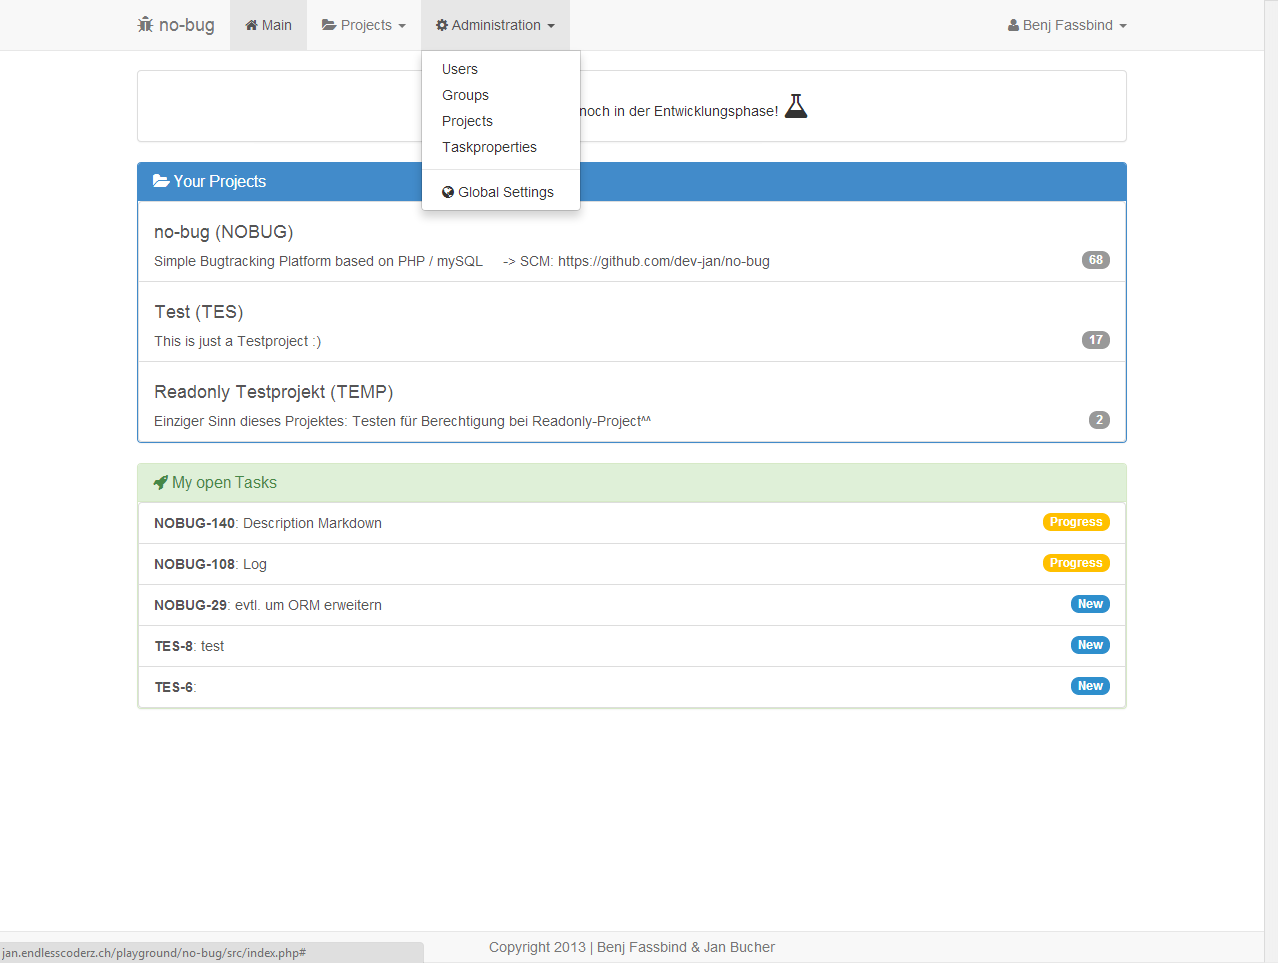 no-bug Main Projects Administration Benj Fassbind
Users
Groups
Projects
Taskproperties
Global Settings
noch in der Entwicklungsphase!
Your Projects
no-bug (NOBUG)
Simple Bugtracking Platform based on PHP / mySQL -> SCM: https://github.com/dev-jan/no-bug 68
Test (TES)
This is just a Testproject :) 17
Readonly Testprojekt (TEMP)
Einziger Sinn dieses Projektes: Testen für Berechtigung bei Readonly-Project^^ 2
My open Tasks
NOBUG-140: Description Markdown Progress
NOBUG-108: Log Progress
NOBUG-29: evtl. um ORM erweitern New
TES-8: test New
TES-6: New
Copyright 2013 | Benj Fassbind & Jan Bucher
jan.endlesscoderz.ch/playground/no-bug/src/index.php#